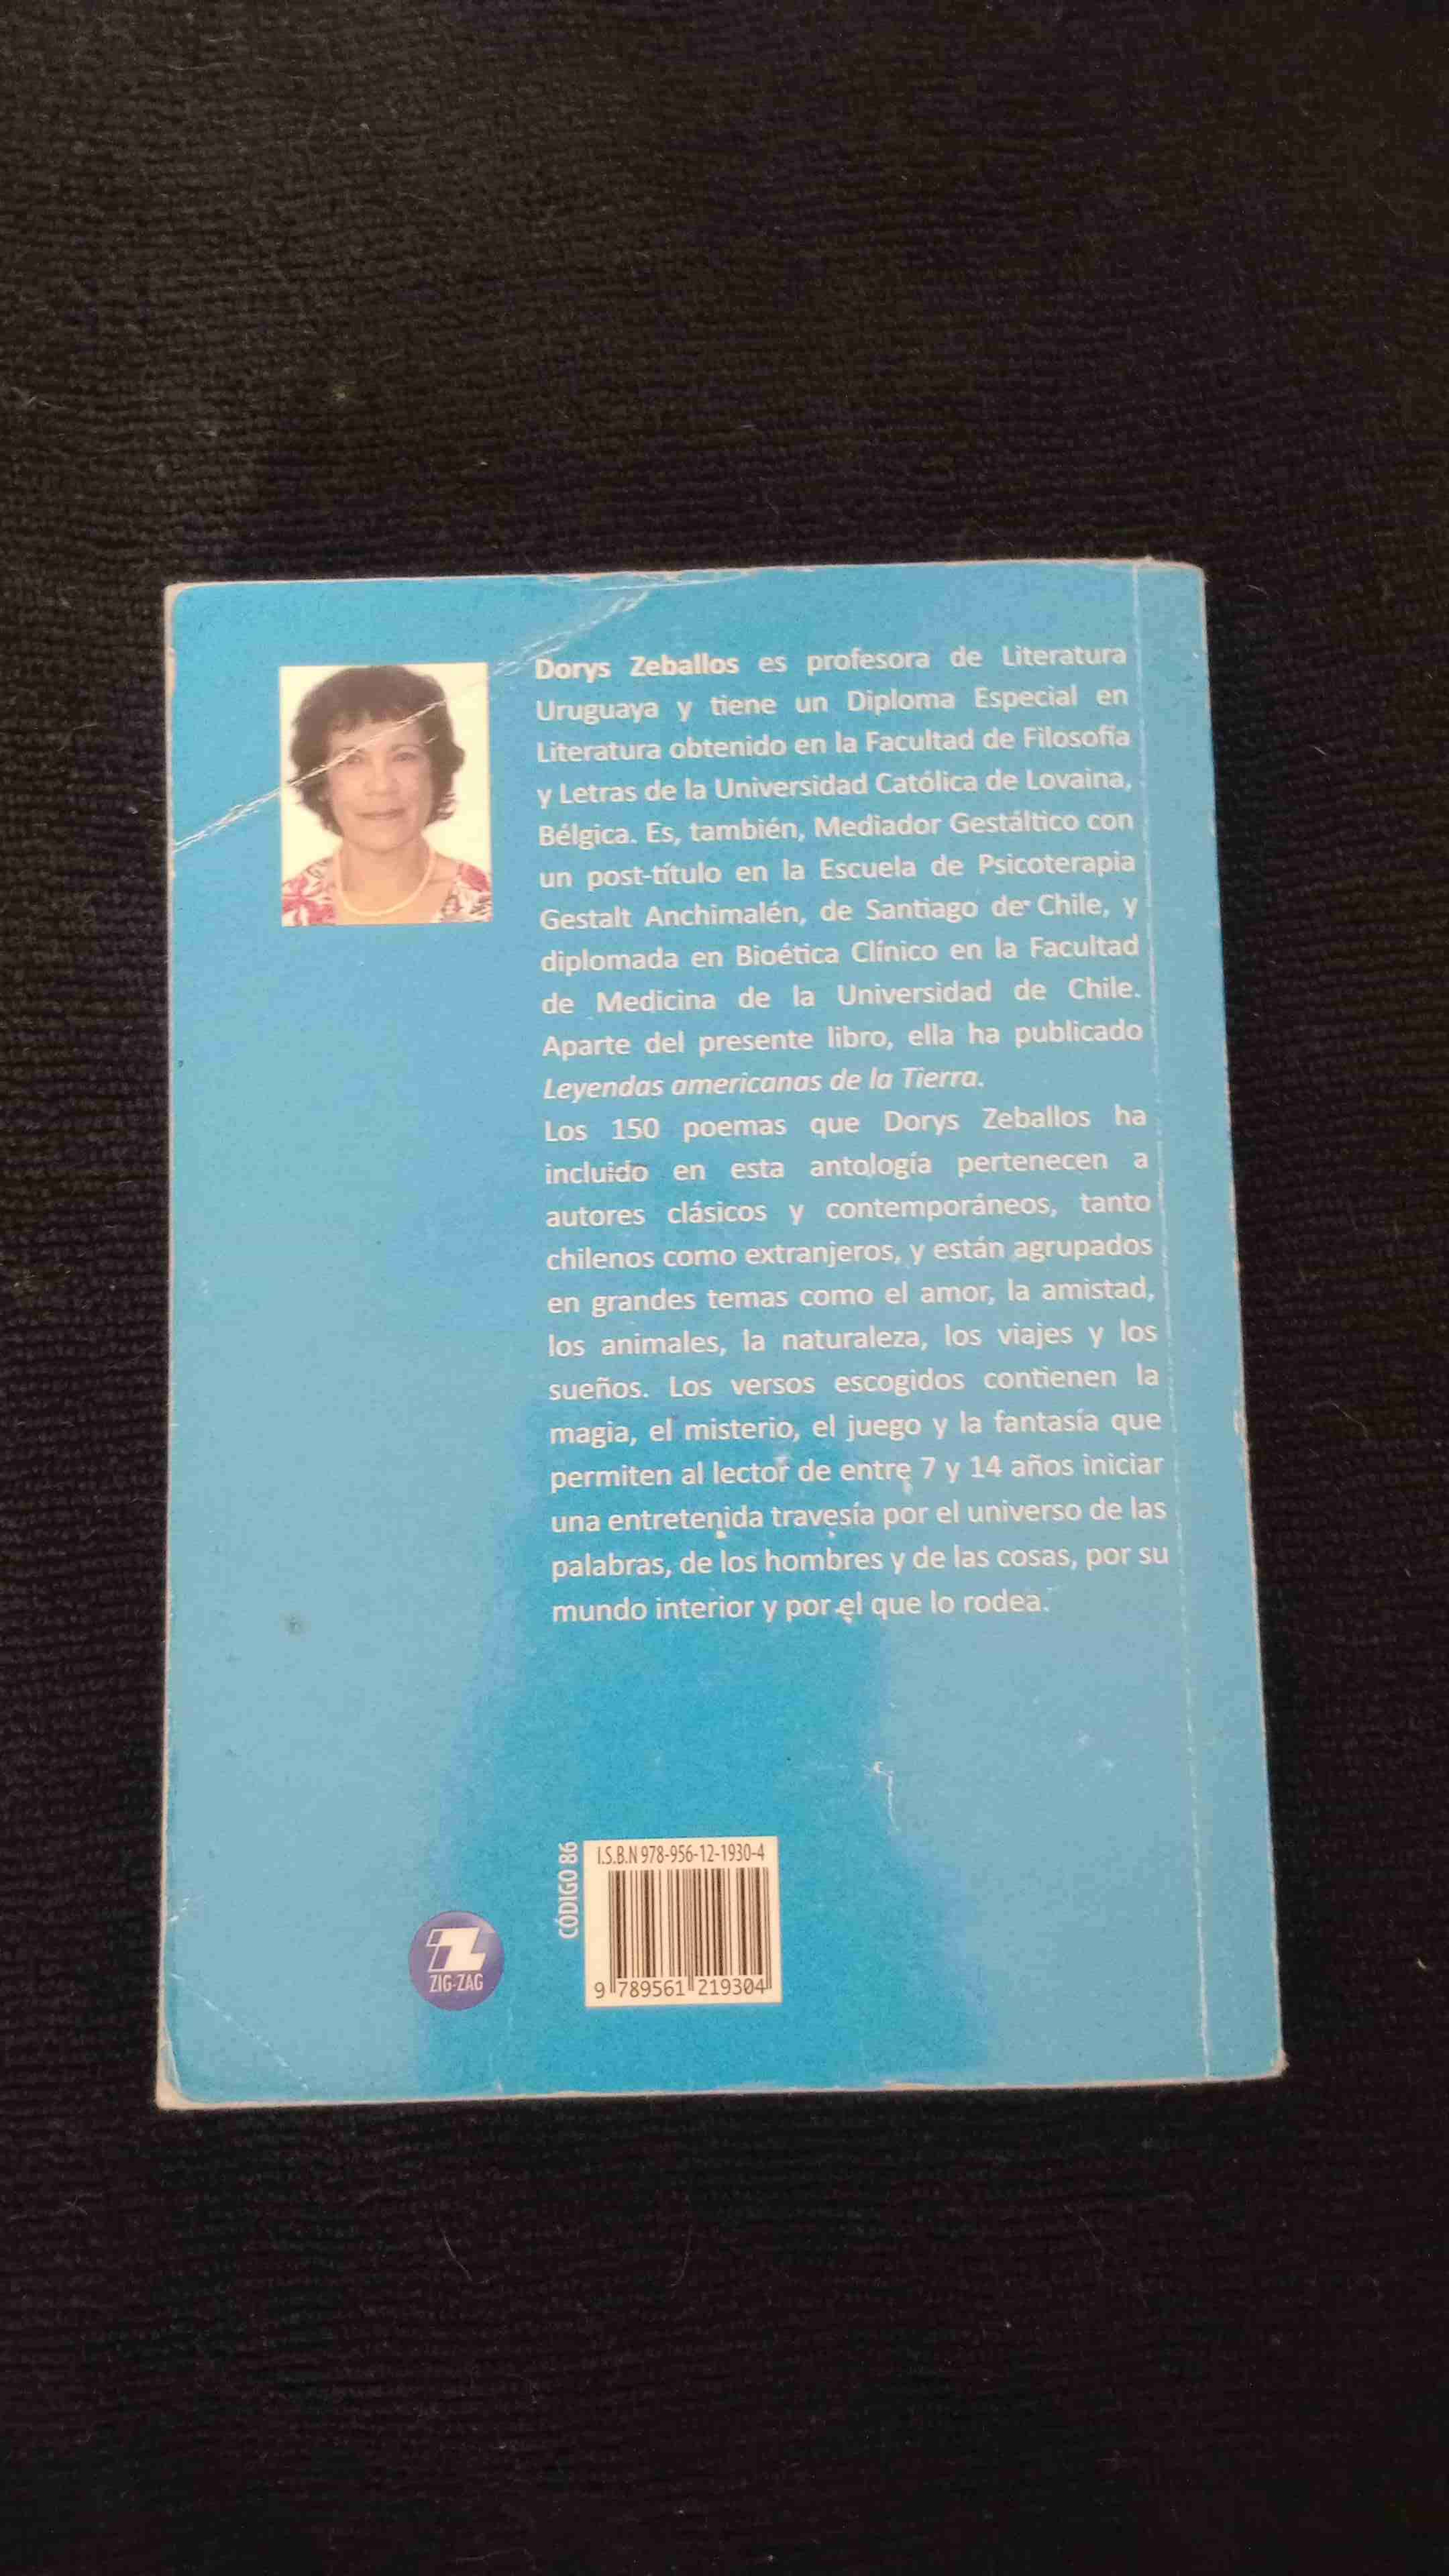 Dorys Zeballos es profesora de Literatura
Uruguaya y tiene un Diploma Especial en
Literatura obtenido en la Facultad de Filosofía
y Letras de la Universidad Católica de Lovaina,
Bélgica. Es, también, Mediador Gestáltico con
un post-título en la Escuela de Psicoterapia
Gestalt Anchimalén, de Santiago de Chile, y
diplomada en Bioética Clínico en la Facultad
de Medicina de la Universidad de Chile.
Aparte del presente libro, ella ha publicado
Leyendas americanas de la Tierra.
Los 150 poemas que Dorys Zeballos ha
incluido en esta antología pertenecen a
autores clásicos y contemporáneos, tanto
chilenos como extranjeros, y están agrupados
en grandes temas como el amor, la amistad,
los animales, la naturaleza, los viajes y los
sueños. Los versos escogidos contienen la
magia, el misterio, el juego y la fantasía que
permiten al lector de entre 7 y 14 años iniciar
una entretenida travesía por el universo de las
palabras, de los hombres y de las cosas, por su
mundo interior y por el que lo rodea.
ZIG-ZAG
CÓDIGO 86
I.S.B.N 978-956-12-1930-4
9 789561 219304